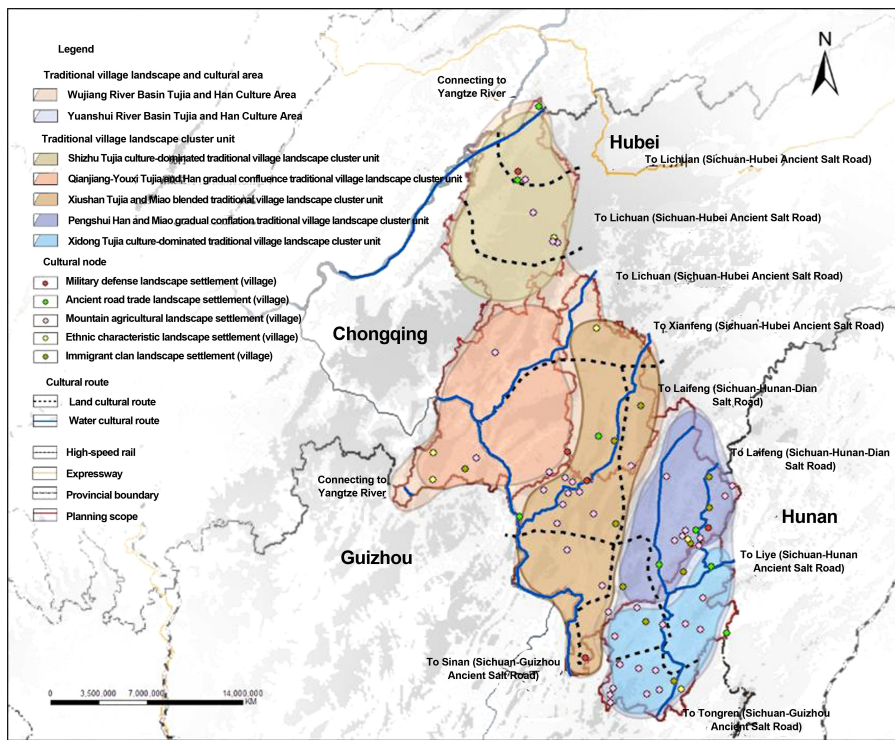 Legend
Traditional village landscape and cultural area
Wujiang River Basin Tujia and Han Culture Area
Yuanshui River Basin Tujia and Han Culture Area
Traditional village landscape cluster unit
Shizhu Tujia culture-dominated traditional village landscape cluster unit
Qianjiang-Youxi Tujia and Han gradual confluence traditional village landscape cluster unit
Xiushan Tujia and Miao blended traditional village landscape cluster unit
Pengshui Han and Miao gradual conflation traditional village landscape cluster unit
Xidong Tujia culture-dominated traditional village landscape cluster unit
Cultural node
Military defense landscape settlement (village)
Ancient road trade landscape settlement (village)
Mountain agricultural landscape settlement (village)
Ethnic characteristic landscape settlement (village)
Immigrant clan landscape settlement (village)
Cultural route
Land cultural route
Water cultural route
High-speed rail
Expressway
Provincial boundary
Planning scope
N
Connecting to
Yangtze River
Hubei
To Lichuan (Sichuan-Hubei Ancient Salt Road)
To Lichuan (Sichuan-Hubei Ancient Salt Road)
To Lichuan (Sichuan-Hubei Ancient Salt Road)
Chongqing
To Xianfeng (Sichuan-Hubei Ancient Salt Road)
To Laifeng (Sichuan-Hunan-Dian
Salt Road)
To Laifeng (Sichuan-Hunan-Dian
Salt Road)
Connecting to
Yangtze River
Hunan
Guizhou
To Liye (Sichuan-Hunan
Ancient Salt Road)
To Sinan (Sichuan-Guizhou
Ancient Salt Road)
To Tongren (Sichuan-Guizhou
Ancient Salt Road)
0 3,500,000 7,000,000 14,000,000
KM